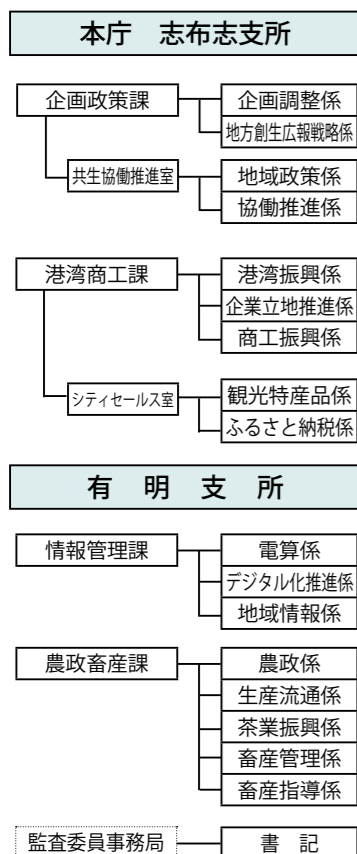 本庁　志布志支所
企画政策課 企画調整係
地方創生広報戦略係
共生協働推進室 地域政策係
協働推進係
港湾商工課 港湾振興係
企業立地推進係
商工振興係
シティセールス室 観光特産品係
ふるさと納税係
有　明　支　所
情報管理課 電算係
デジタル化推進係
地域情報係
農政畜産課 農政係
生産流通係
茶業振興係
畜産管理係
畜産指導係
監査委員事務局 書　記